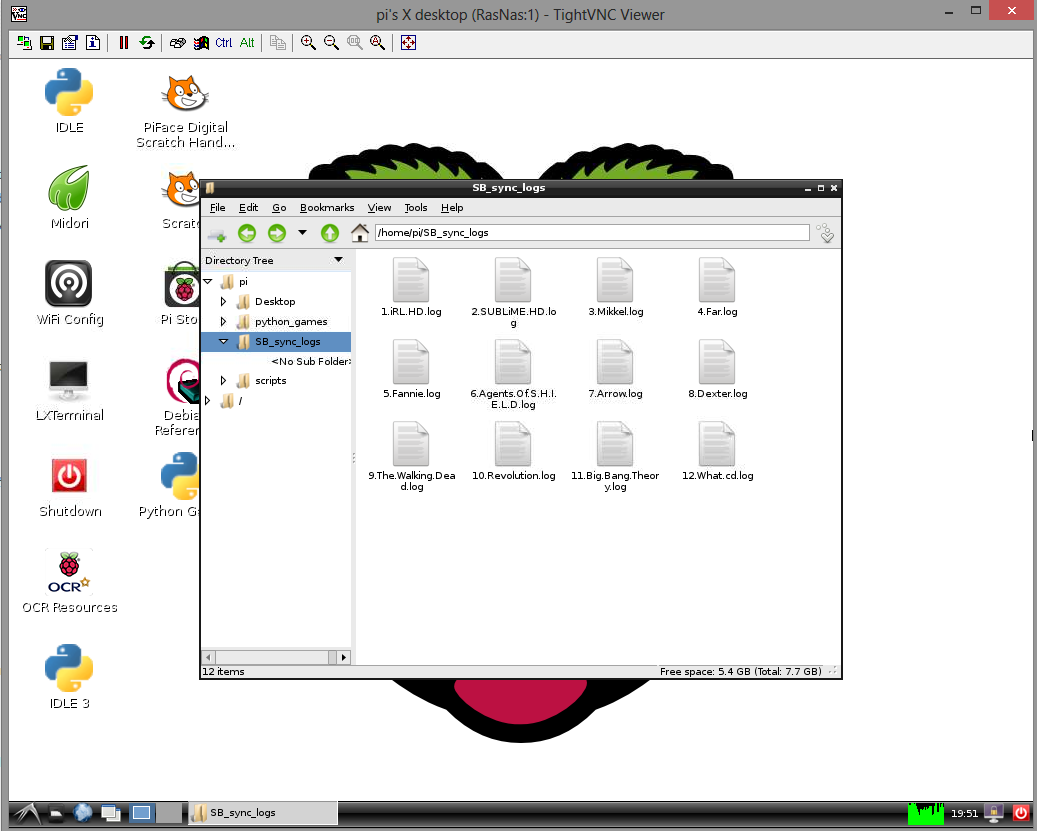 pi's X desktop (RasNas:1) - TightVNC Viewer
Ctrl Alt
IDLE
PiFace Digital
Scratch Hand...
Midori
Scratc
WiFi Config
Pi Sto
LXTerminal
Debia
Referen
Shutdown
Python Ga
OCR
OCR Resources
IDLE 3
SB_sync_logs
File Edit Go Bookmarks View Tools Help
/home/pi/SB_sync_logs
Directory Tree
pi
Desktop
python_games
SB_sync_logs
<No Sub Folder>
scripts
/
1.iRL.HD.log
2.SUBLiME.HD.lo
g
3.Mikkel.log
4.Far.log
5.Fannie.log
6.Agents.Of.S.H.I.
E.L.D.log
7.Arrow.log
8.Dexter.log
9.The.Walking.Dea
d.log
10.Revolution.log
11.Big.Bang.Theor
y.log
12.What.cd.log
12 items
Free space: 5.4 GB (Total: 7.7 GB)
SB_sync_logs
19:51